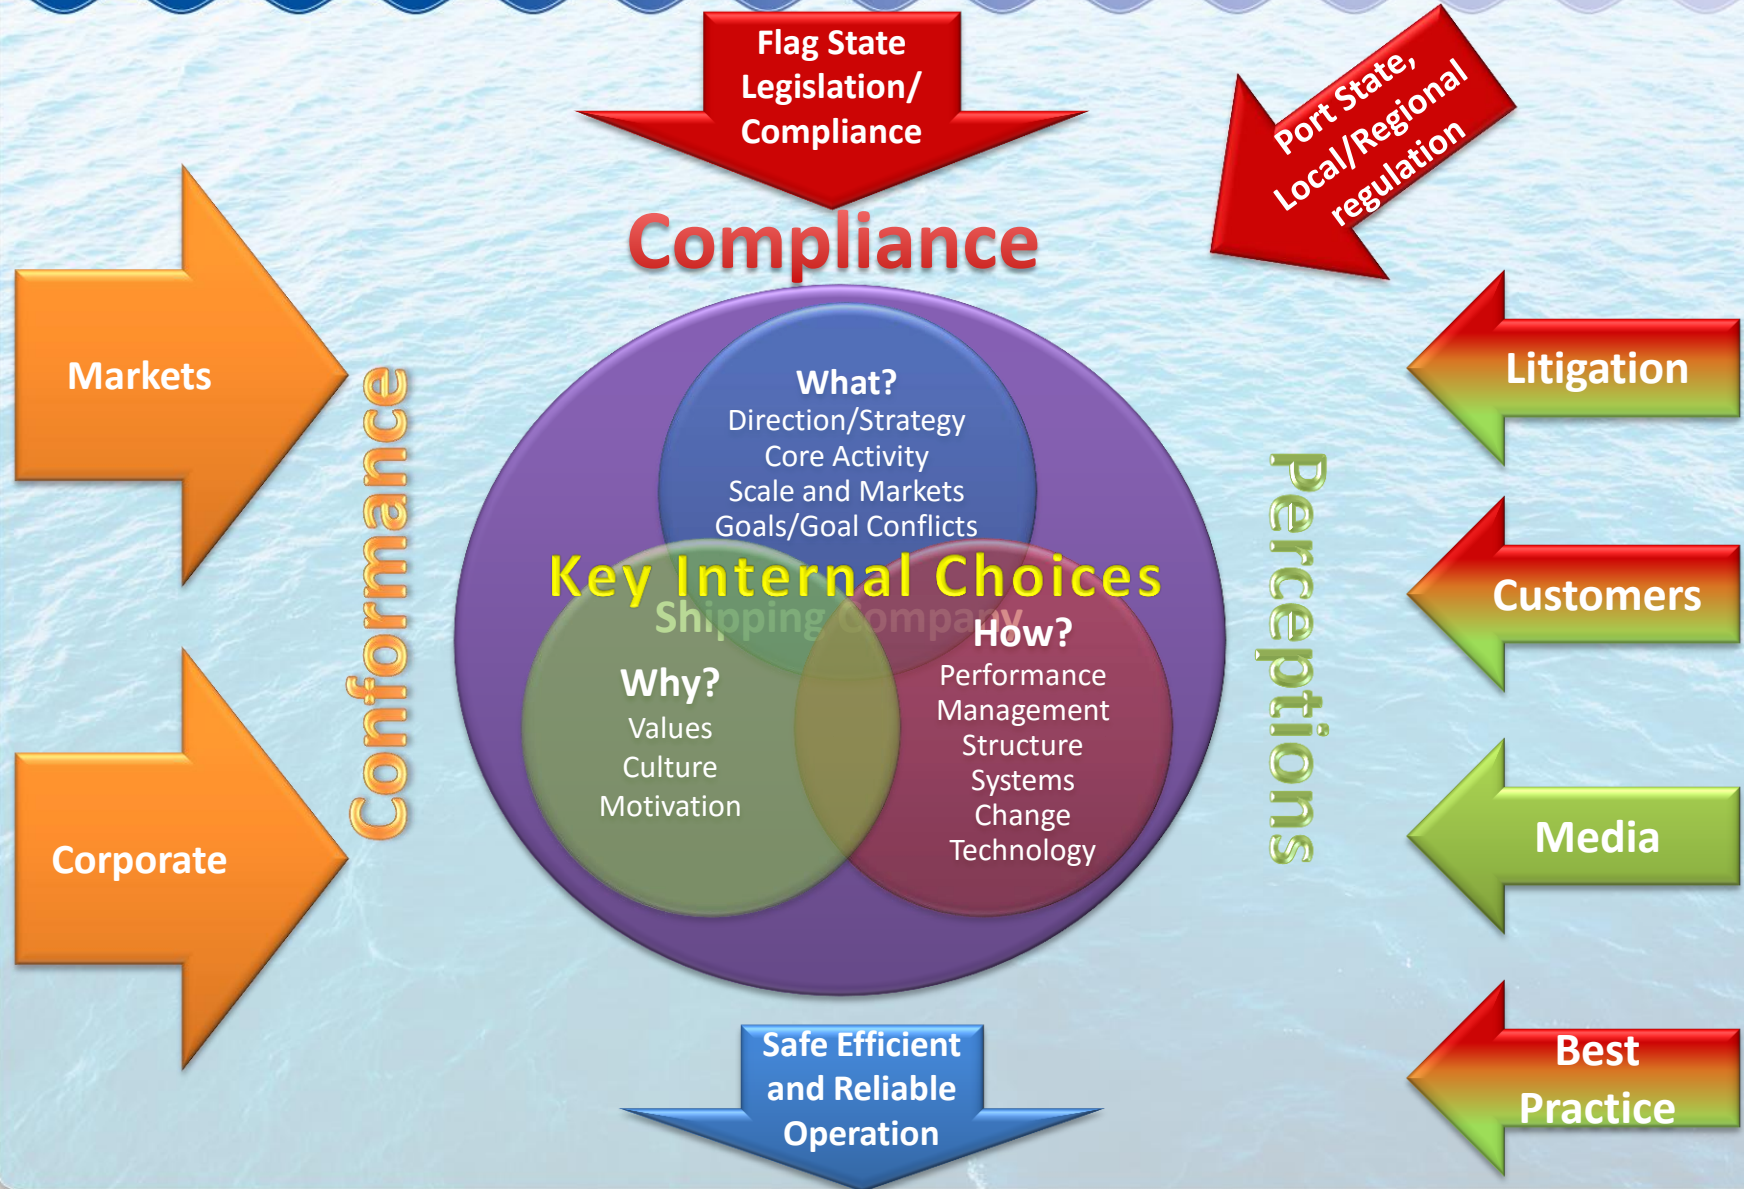 Flag State
Legislation/
Compliance
Port State,
Local/Regional
regulation
Compliance
Markets
Corporate
Conformance
What?
Direction/Strategy
Core Activity
Scale and Markets
Goals/Goal Conflicts
Key Internal Choices
Shipping Company
Why?
Values
Culture
Motivation
How?
Performance
Management
Structure
Systems
Change
Technology
Perceptions
Litigation
Customers
Media
Best
Practice
Safe Efficient
and Reliable
Operation